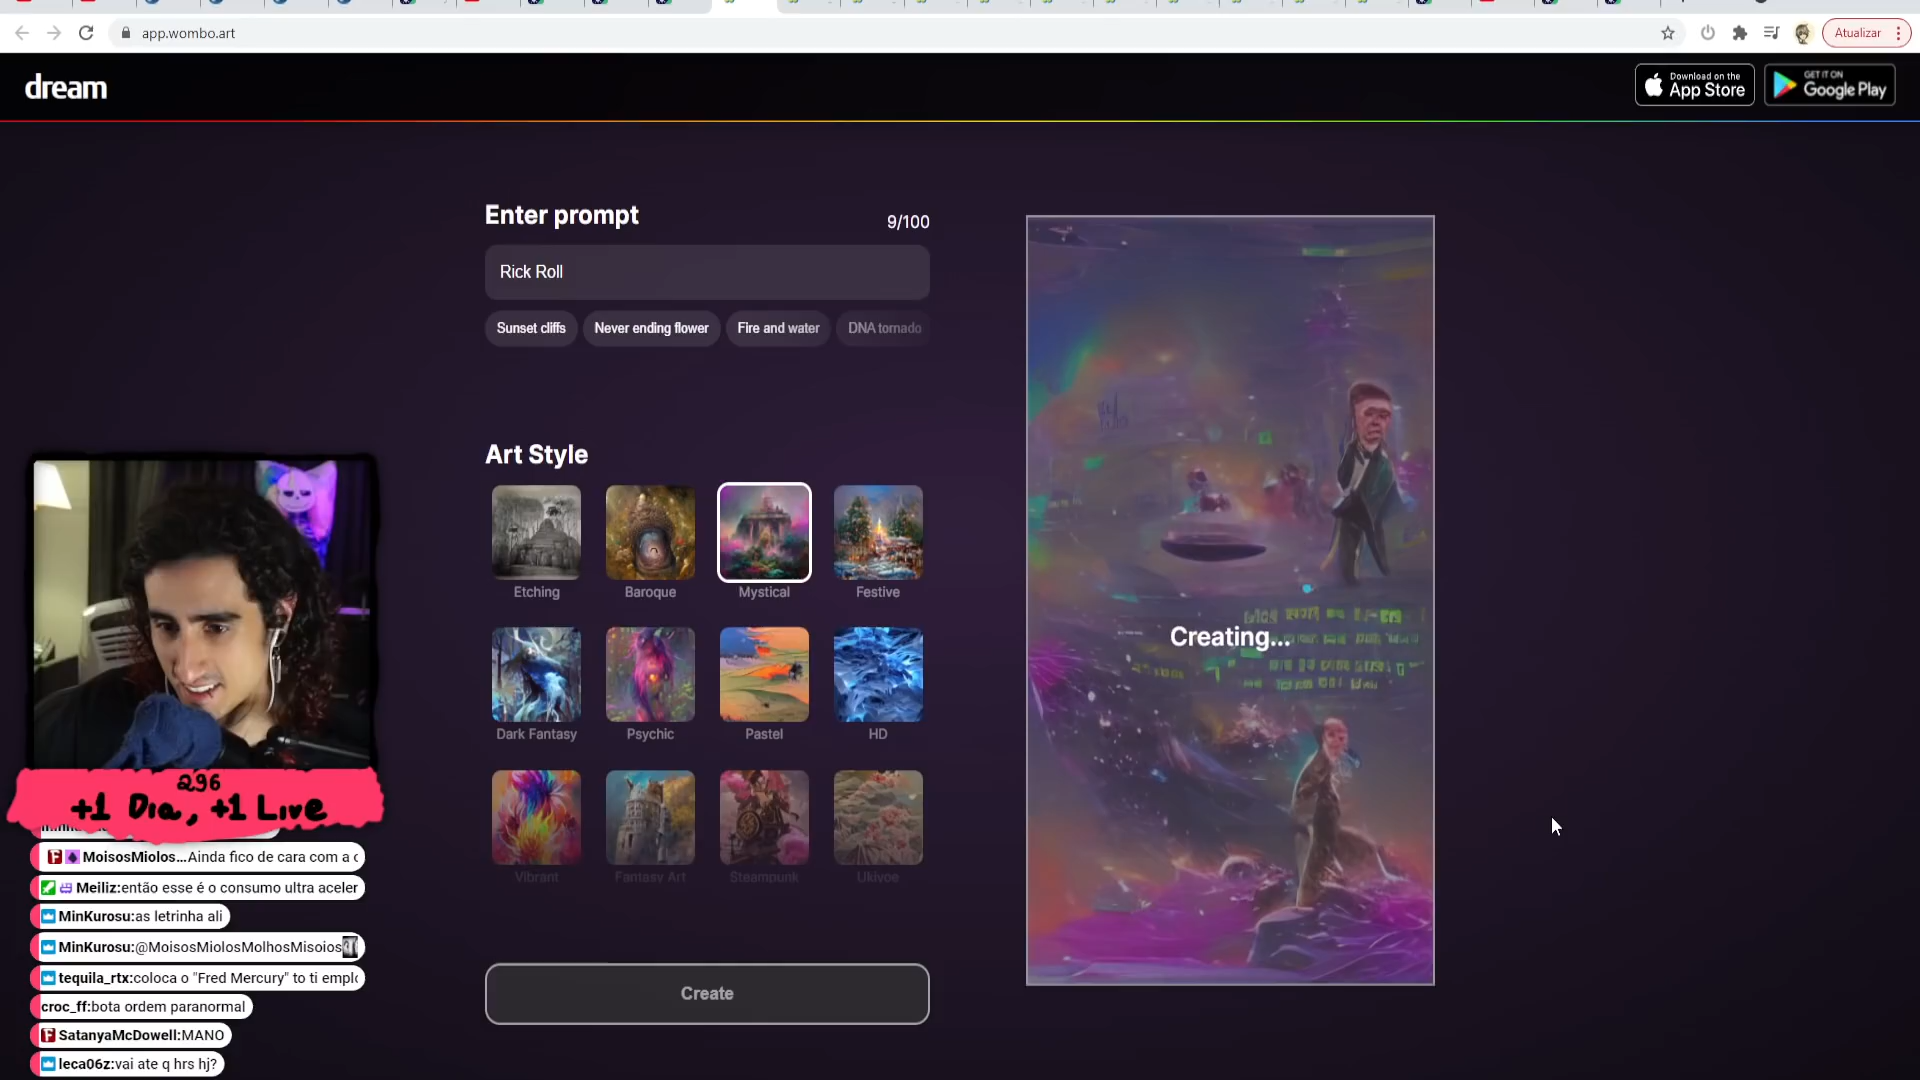 app.wombo.art
Atualizar
dream
Download on the
App Store
GET IT ON
Google Play
Enter prompt
9/100
Rick Roll
Sunset cliffs
Never ending flower
Fire and water
DNA tornado
Art Style
Etching
Baroque
Mystical
Festive
Dark Fantasy
Psychic
Pastel
HD
Vibrant
Fantasy Art
Steampunk
Ukiyoe
Create
Creating...
296
+1 Dia, +1 Live
MoisosMiolos...Ainda fico de cara com a c
Meiliz:então esse é o consumo ultra aceler
MinKurosu:as letrinha ali
MinKurosu:@MoisosMiolosMolhosMisoios
tequila_rtx:coloca o "Fred Mercury" to ti emplo
croc_ff:bota ordem paranormal
SatanyaMcDowell:MANO
leca06z:vai ate q hrs hj?